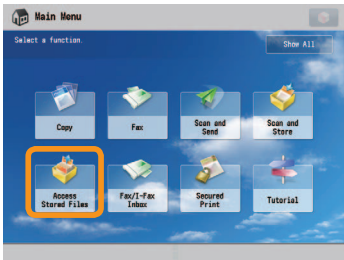 Main Menu
Select a function.
Show All
Copy
Fax
Scan and
Send
Scan and
Store
Access
Stored Files
Fax/I-Fax
Inbox
Secured
Print
Tutorial